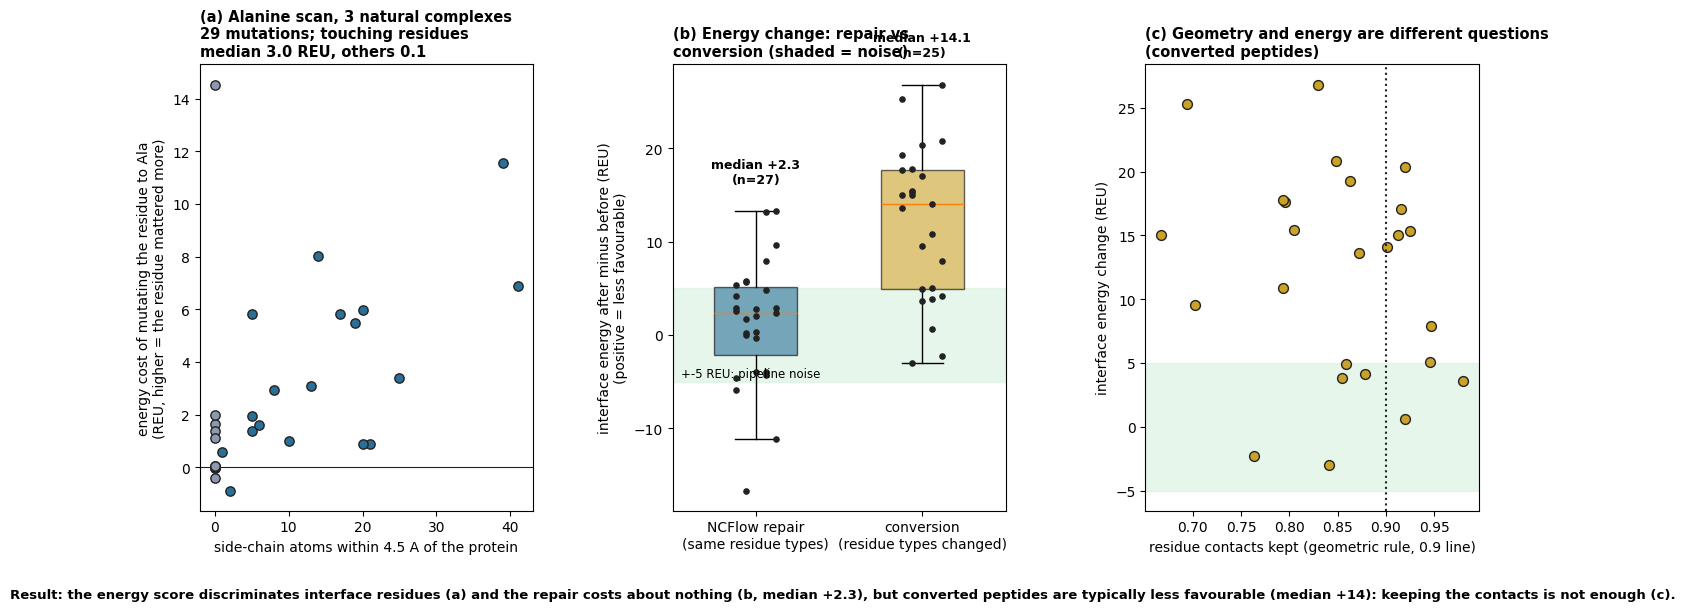 (a) Alanine scan, 3 natural complexes
29 mutations; touching residues
median 3.0 REU, others 0.1
energy cost of mutating the residue to Ala
(REU, higher = the residue mattered more)
14
12
10
8
6
4
2
0
0
10
20
30
40
side-chain atoms within 4.5 A of the protein
(b) Energy change: repair vs
conversion (shaded = noise)
median +14.1
(n=25)
interface energy after minus before (REU)
(positive = less favourable)
20
10
0
−10
median +2.3
(n=27)
+-5 REU: pipeline noise
NCFlow repair
(same residue types)
conversion
(residue types changed)
(c) Geometry and energy are different questions
(converted peptides)
interface energy change (REU)
25
20
15
10
5
0
−5
0.70
0.75
0.80
0.85
0.90
0.95
residue contacts kept (geometric rule, 0.9 line)
Result: the energy score discriminates interface residues (a) and the repair costs about nothing (b, median +2.3), but converted peptides are typically less favourable (median +14): keeping the contacts is not enough (c).